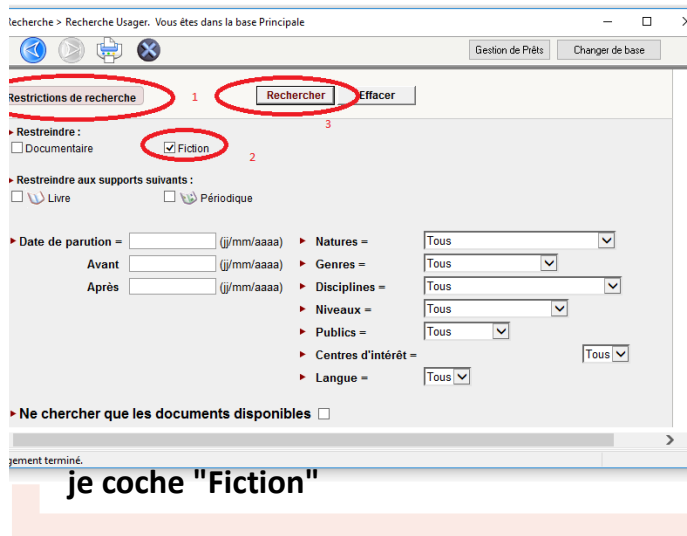 Recherche > Recherche Usager. Vous êtes dans la base Principale
Gestion de Prêts Changer de base
Restrictions de recherche 1 Rechercher Effacer
3
Restreindre :
Documentaire Fiction
2
Restreindre aux supports suivants :
Livre Périodique
Date de parution = (jj/mm/aaaa) Natures = Tous
Avant (jj/mm/aaaa) Genres = Tous
Après (jj/mm/aaaa) Disciplines = Tous
Niveaux = Tous
Publics = Tous
Centres d'intérêt = Tous
Langue = Tous
Ne chercher que les documents disponibles
gement terminé.
je coche "Fiction"